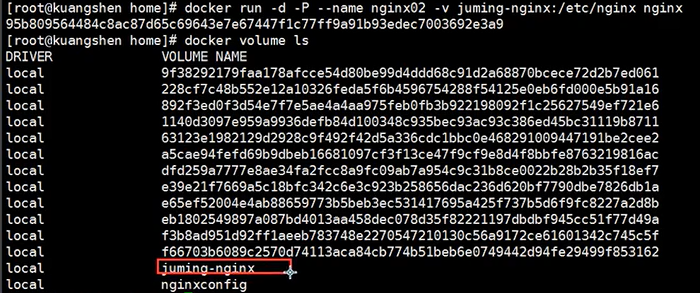 [root@kuangshen home]# docker run -d -P --name nginx02 -v juming-nginx:/etc/nginx nginx
95b809564484c8ac87d65c69643e7e67447f1c77ff9a91b93edec7003692e3a9
[root@kuangshen home]# docker volume ls
DRIVER VOLUME NAME
local 9f38292179faa178afcce54d80be99d4ddd68c91d2a68870bcece72d2b7ed061
local 228cf7c48b552e12a10326feda5f6b4596754288f54125e0eb6fd000e5b91a16
local 892f3ed0f3d54e7f7e5ae4a4aa975feb0fb3b922198092f1c25627549ef721e6
local 1140d3097e959a9936defb84d100348c935bec93ac93c386ed45bc31119b8711
local 63123e1982129d2928c9f492f42d5a336cdc1bbc0e468291009447191be2cee2
local a5cae94fefd69b9dbeb16681097cf3f13ce47f9cf9e8d4f8bbfe8763219816ac
local dfd259a7777e8ae34fa2fcc8a9fc09ab7a954c9c31b8ce0022b28b2b35f18ef7
local e39e21f7669a5c18bfc342c6e3c923b258656dac236d620bf7790dbe7826db1a
local e65ef52004e4ab88659773b5beb3ec531417695a425f737b5d6f9fc8227a2d8b
local eb1802549897a087bd4013aa458dec078d35f82221197dbdbf945cc51f77d49a
local f3b8ad951d92ff1aeeb783748e2270547210130c56a9172ce61601342c745c5f
local f66703b6089c2570d74113aca84cb774b51beb6e0749442d94fe29499f853162
local juming-nginx
local nginxconfig